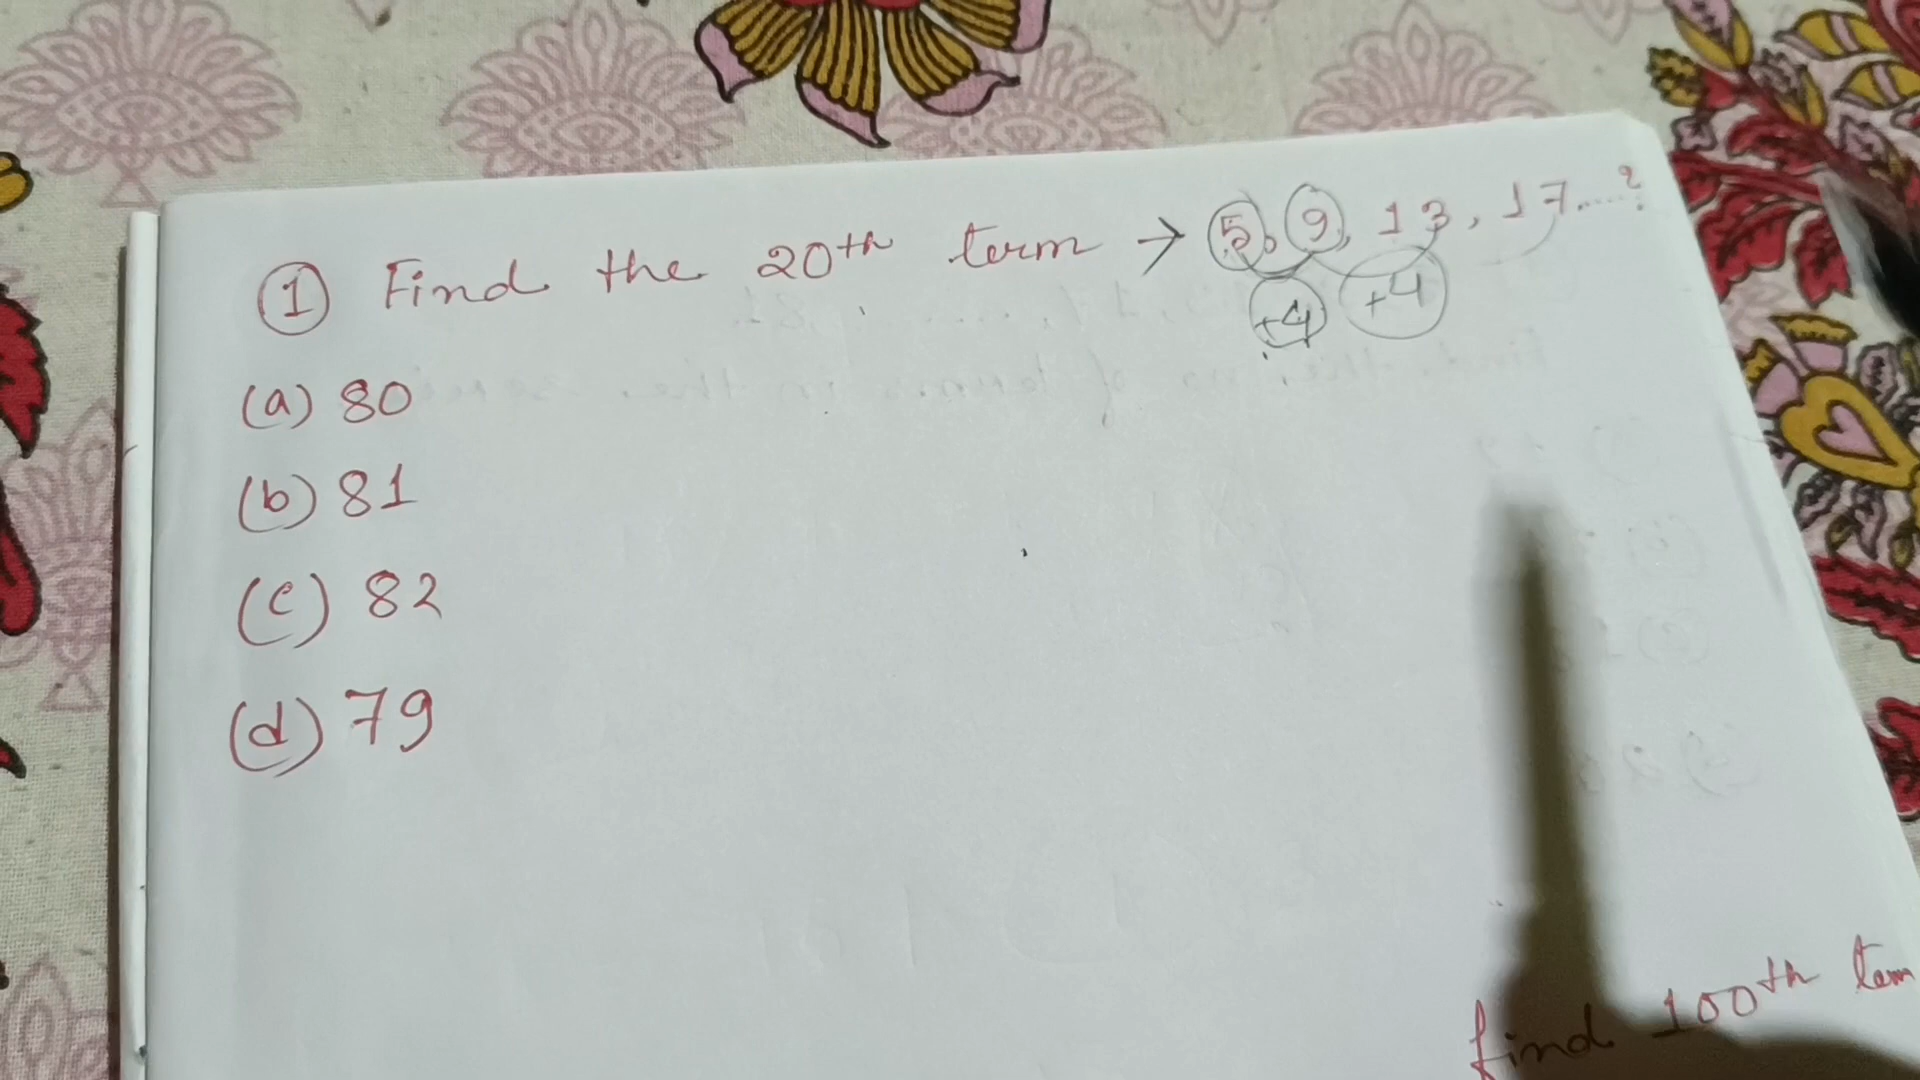 ① Find the 20th term → 5, 9, 13, 17....?
+4 +4
(a) 80
(b) 81
(c) 82
(d) 79
find 100th term